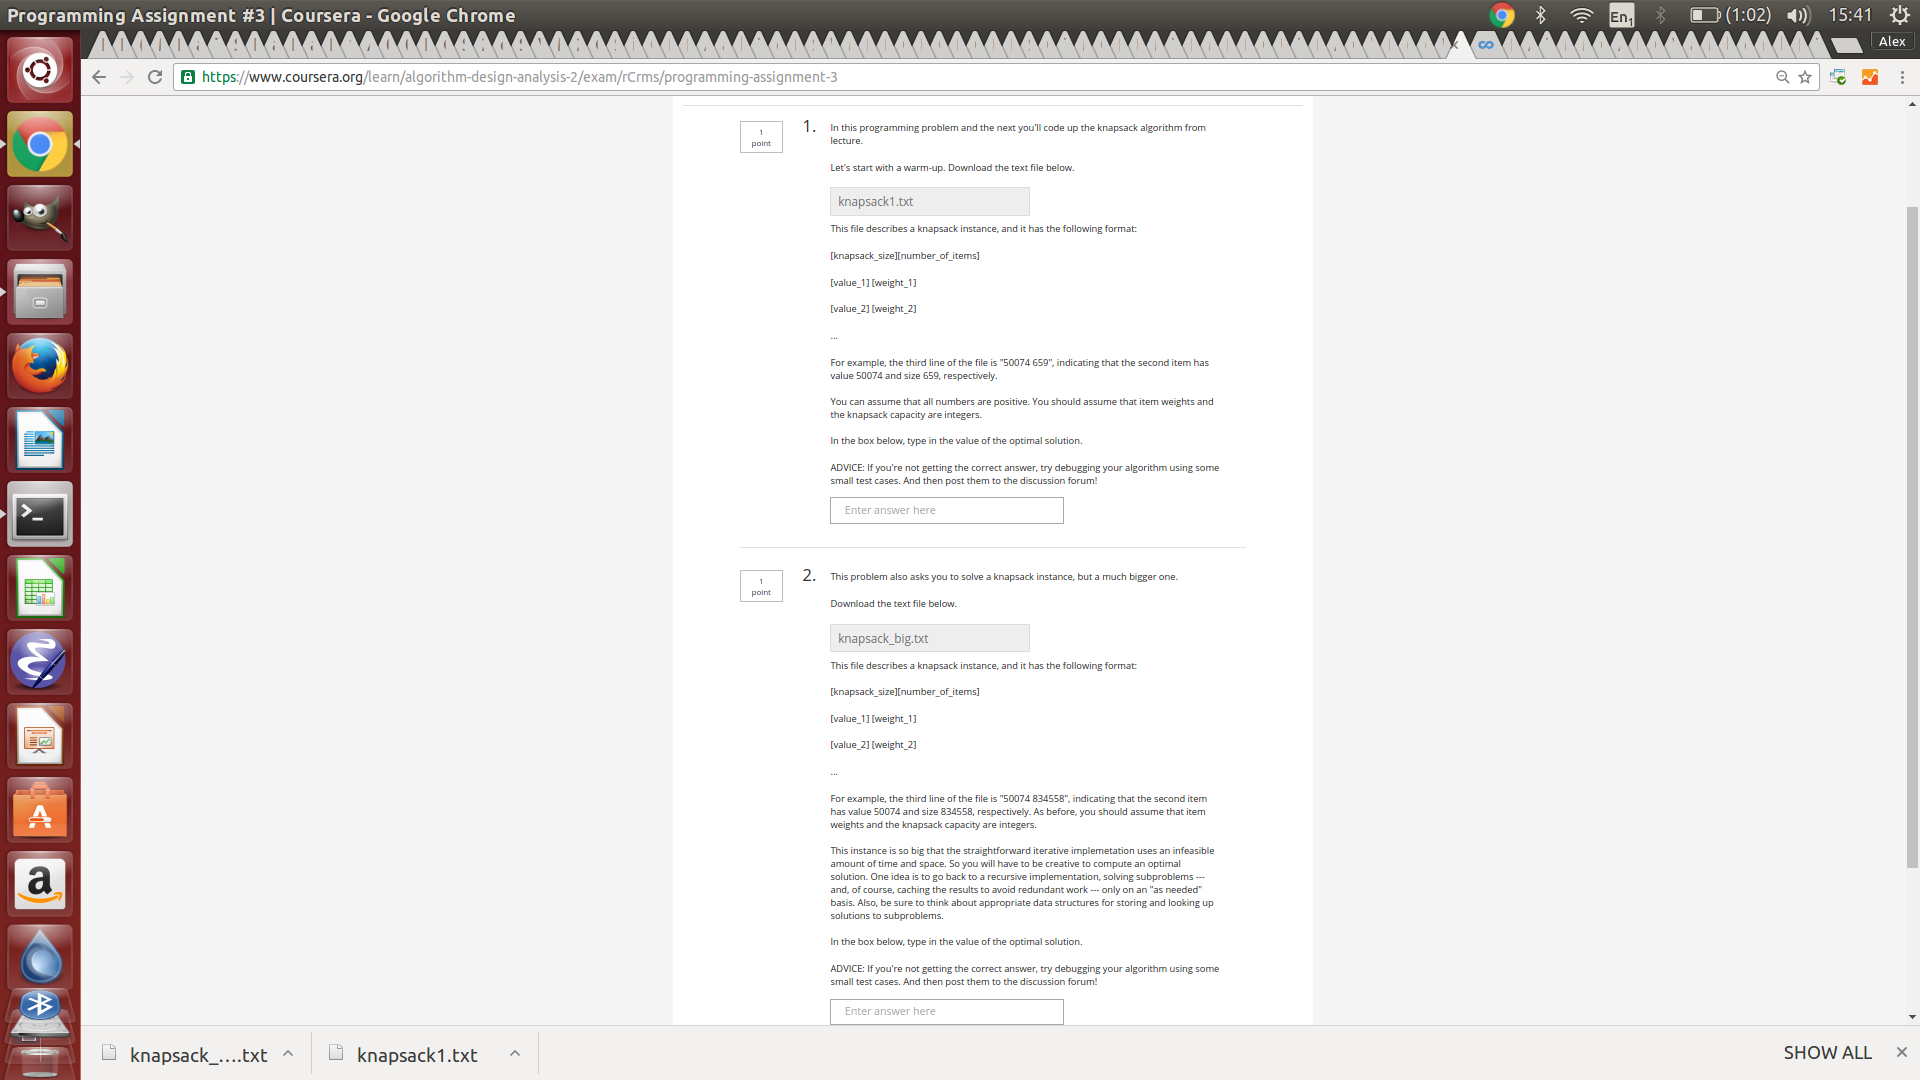 Programming Assignment #3 | Coursera - Google Chrome
En1
(1:02)
15:41
Alex
https://www.coursera.org/learn/algorithm-design-analysis-2/exam/rCrms/programming-assignment-3
1
point
1.
In this programming problem and the next you'll code up the knapsack algorithm from
lecture.
Let's start with a warm-up. Download the text file below.
knapsack1.txt
This file describes a knapsack instance, and it has the following format:
[knapsack_size][number_of_items]
[value_1] [weight_1]
[value_2] [weight_2]
...
For example, the third line of the file is "50074 659", indicating that the second item has
value 50074 and size 659, respectively.
You can assume that all numbers are positive. You should assume that item weights and
the knapsack capacity are integers.
In the box below, type in the value of the optimal solution.
ADVICE: If you're not getting the correct answer, try debugging your algorithm using some
small test cases. And then post them to the discussion forum!
Enter answer here
1
point
2.
This problem also asks you to solve a knapsack instance, but a much bigger one.
Download the text file below.
knapsack_big.txt
This file describes a knapsack instance, and it has the following format:
[knapsack_size][number_of_items]
[value_1] [weight_1]
[value_2] [weight_2]
...
For example, the third line of the file is "50074 834558", indicating that the second item
has value 50074 and size 834558, respectively. As before, you should assume that item
weights and the knapsack capacity are integers.
This instance is so big that the straightforward iterative implemetation uses an infeasible
amount of time and space. So you will have to be creative to compute an optimal
solution. One idea is to go back to a recursive implementation, solving subproblems ---
and, of course, caching the results to avoid redundant work --- only on an "as needed"
basis. Also, be sure to think about appropriate data structures for storing and looking up
solutions to subproblems.
In the box below, type in the value of the optimal solution.
ADVICE: If you're not getting the correct answer, try debugging your algorithm using some
small test cases. And then post them to the discussion forum!
Enter answer here
knapsack_....txt
knapsack1.txt
SHOW ALL